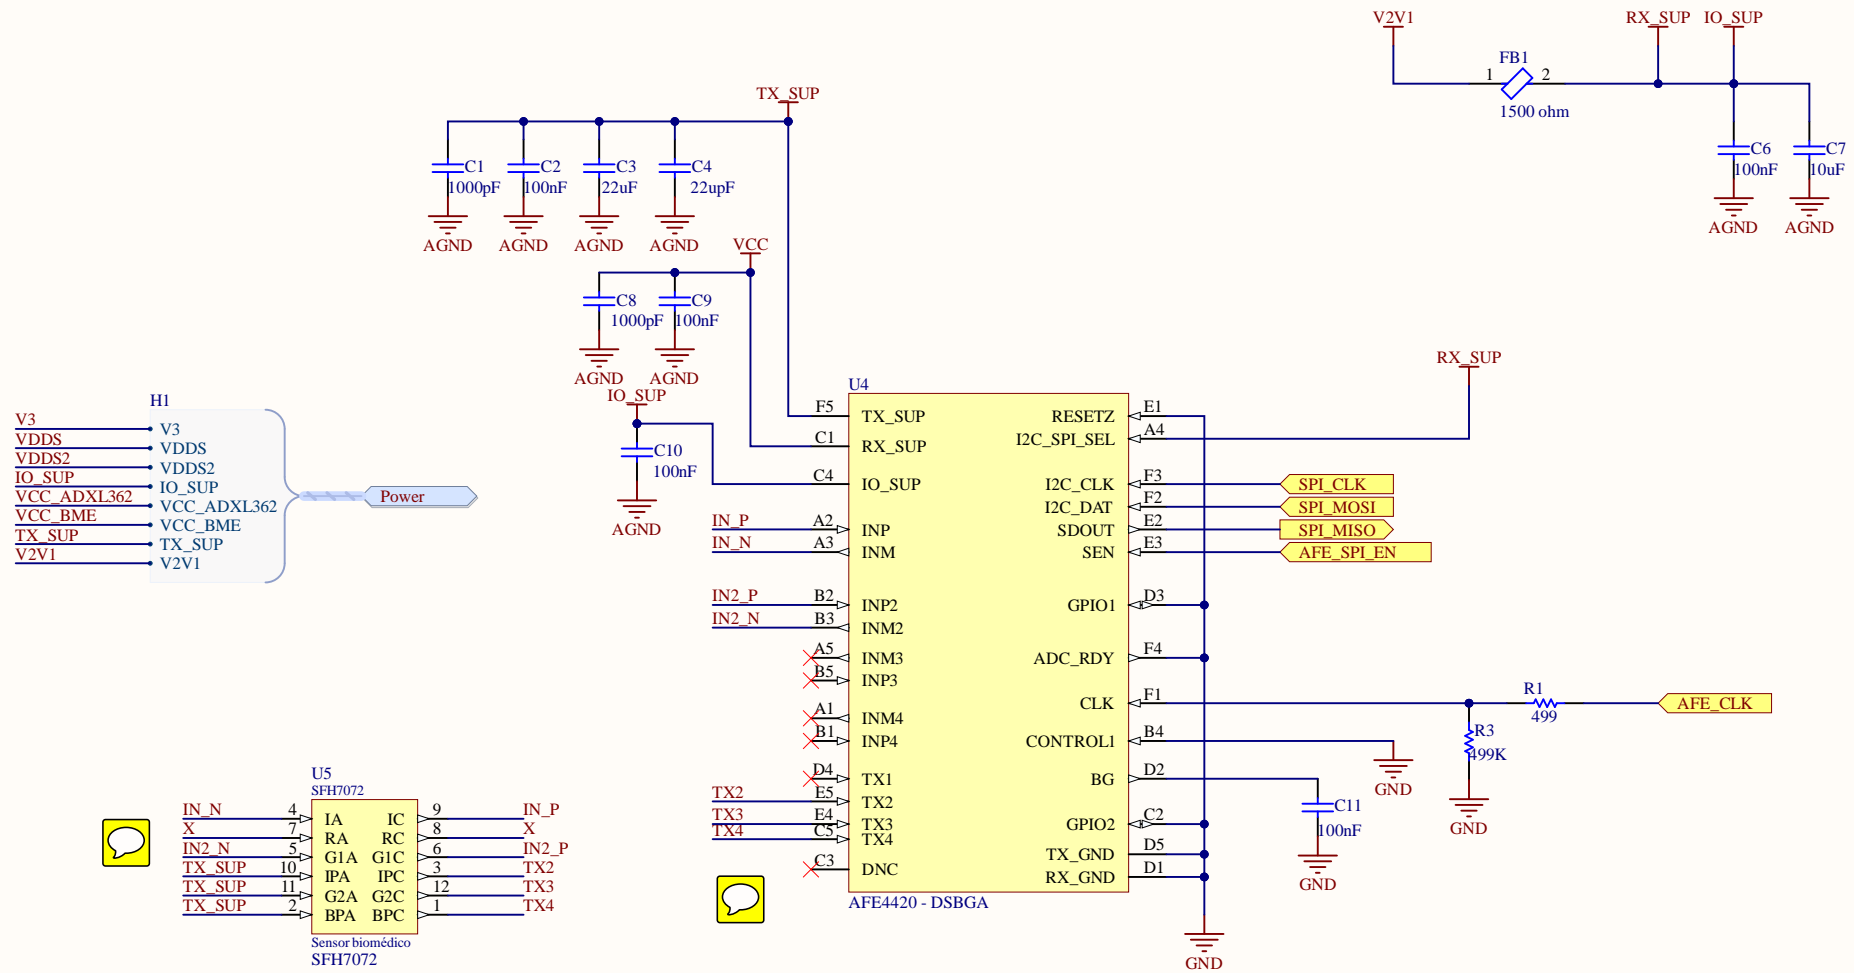 V2V1
RX_SUP
IO_SUP
FB1
1
2
1500 ohm
C6
100nF
C7
10uF
AGND
AGND
TX_SUP
C1
1000pF
C2
100nF
C3
22uF
C4
22upF
AGND
AGND
AGND
AGND
VCC
C8
1000pF
C9
100nF
AGND
AGND
IO_SUP
C10
100nF
AGND
RX_SUP
H1
V3
V3
VDDS
VDDS
VDDS2
VDDS2
IO_SUP
IO_SUP
VCC_ADXL362
VCC_ADXL362
VCC_BME
VCC_BME
TX_SUP
TX_SUP
V2V1
V2V1
Power
U4
F5
TX_SUP
RESETZ
E1
C1
RX_SUP
I2C_SPI_SEL
A4
C4
IO_SUP
I2C_CLK
F3
SPI_CLK
I2C_DAT
F2
SPI_MOSI
IN_P
A2
INP
SDOUT
E2
SPI_MISO
IN_N
A3
INM
SEN
E3
AFE_SPI_EN
IN2_P
B2
INP2
GPIO1
D3
IN2_N
B3
INM2
A5
INM3
ADC_RDY
F4
B5
INP3
CLK
F1
R1
499
AFE_CLK
A1
INM4
R3
499K
GND
B1
INP4
CONTROL1
B4
GND
D4
TX1
BG
D2
C11
100nF
GND
TX2
E5
TX2
TX3
E4
TX3
GPIO2
C2
TX4
C5
TX4
TX_GND
D5
C3
DNC
RX_GND
D1
AFE4420 - DSBGA
GND
U5
SFH7072
IN_N
4
IA
IC
9
IN_P
X
7
RA
RC
8
X
IN2_N
5
G1A
G1C
6
IN2_P
TX_SUP
10
IPA
IPC
3
TX2
TX_SUP
11
G2A
G2C
12
TX3
TX_SUP
2
BPA
BPC
1
TX4
Sensor biomédico
SFH7072